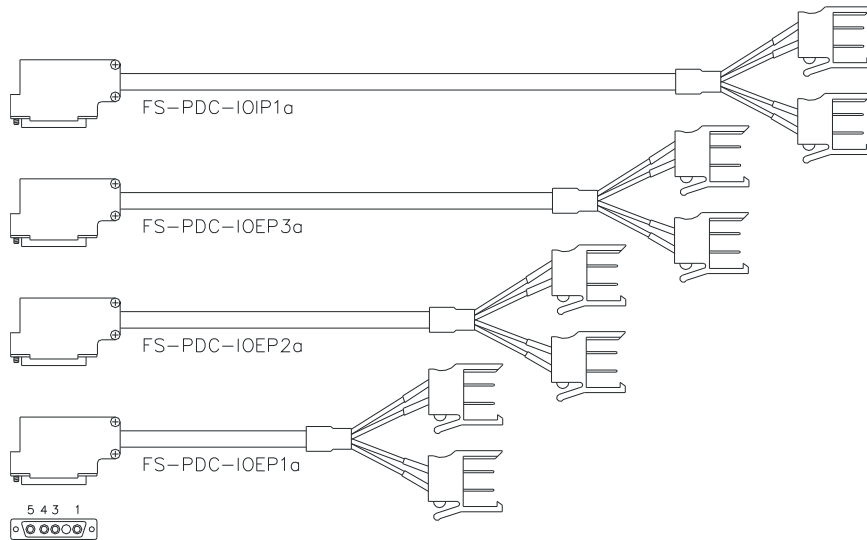 FS-PDC-IOIP1a
FS-PDC-IOEP3a
FS-PDC-IOEP2a
FS-PDC-IOEP1a
5 4 3 1